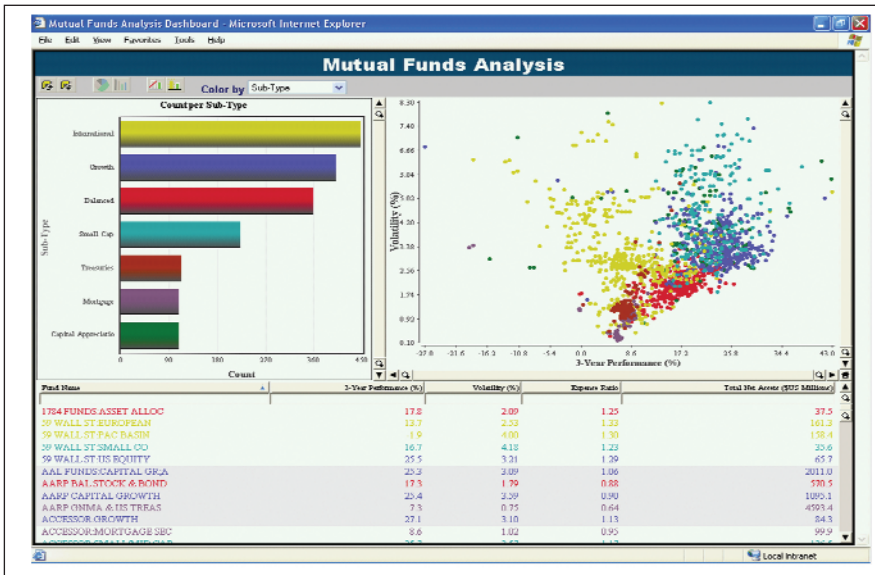 Mutual Funds Analysis Dashboard - Microsoft Internet Explorer
File Edit View Favorites Tools Help
Mutual Funds Analysis
Color by Sub-Type
Count per Sub-Type
International
Growth
Balanced
Small Cap
Treasuries
Mortgage
Capital Appreciatio
Sub-Type
0 90 270 360 450
Count
8.30
7.40
6.66
5.02
4.20
2.56
1.74
0.92
0.10
Volatility (%)
-27.0 -21.6 -16.2 -10.8 -5.4 0.0 8.6 17.2 25.8 34.4 43.0
3-Year Performance (%)
Fund Name 3-Year Performance (%) Volatility (%) Expense Ratio Total Net Assets ($US Millions)
1784 FUNDS:ASSET ALLOC 17.8 2.09 1.25 37.5
59 WALL ST:EUROPEAN 13.7 2.53 1.33 161.3
59 WALL ST:PAC BASIN 1.9 4.00 1.30 158.4
59 WALL ST:SMALL CO 16.7 4.18 1.23 35.6
59 WALL ST:US EQUITY 25.5 3.21 1.29 65.7
AAL FUNDS:CAPITAL GR;A 25.3 3.09 1.06 2011.0
AARP BAL STOCK & BOND 17.3 1.79 0.88 570.5
AARP CAPITAL GROWTH 25.4 3.59 0.90 1095.1
AARP GNMA & US TREAS 7.3 0.75 0.64 4593.4
ACCESSOR:GROWTH 27.1 3.10 1.13 84.3
ACCESSOR:MORTGAGE SEC 8.6 1.02 0.95 99.9
Local intranet